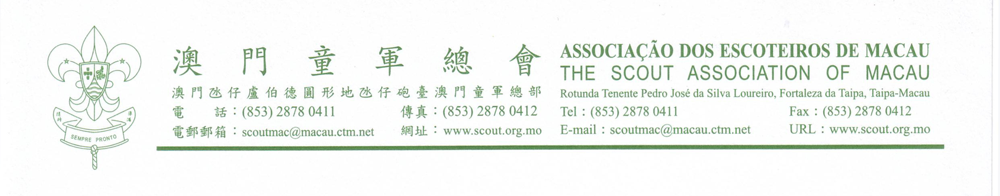 澳門童軍總會
澳門氹仔盧伯德圓形地氹仔砲臺澳門童軍總部
電話：(853) 2878 0411 傳真：(853) 2878 0412
電郵郵箱：scoutmac@macau.ctm.net 網址：www.scout.org.mo
ASSOCIAÇÃO DOS ESCOTEIROS DE MACAU
THE SCOUT ASSOCIATION OF MACAU
Rotunda Tenente Pedro José da Silva Loureiro, Fortaleza da Taipa, Taipa-Macau
Tel：(853) 2878 0411 Fax：(853) 2878 0412
E-mail：scoutmac@macau.ctm.net URL：www.scout.org.mo
隨時 準備
SEMPRE PRONTO